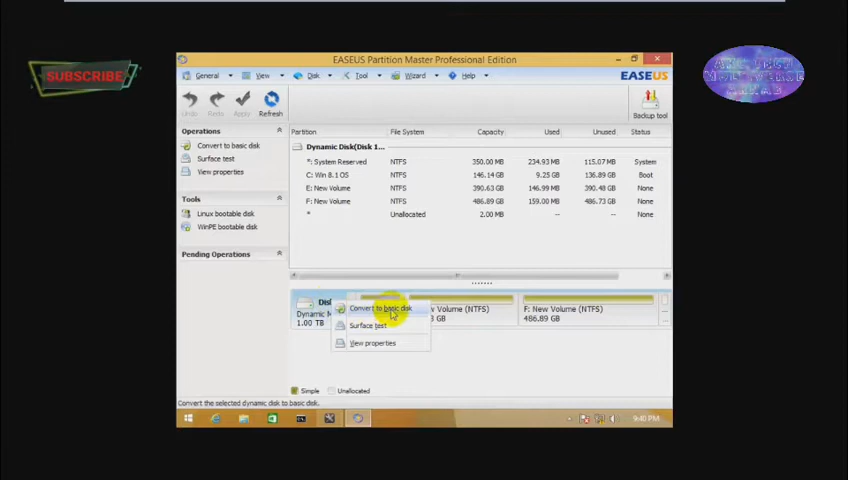 EASEUS Partition Master Professional Edition
General View Disk Tool Wizard Help EASEUS
Undo Redo Apply Refresh Backup tool
Operations
Convert to basic disk
Surface test
View properties
Tools
Linux bootable disk
WinPE bootable disk
Pending Operations
Partition File System Capacity Used Unused Status
Dynamic Disk(Disk 1...
*: System Reserved NTFS 350.00 MB 234.93 MB 115.07 MB System
C: Win 8.1 OS NTFS 146.14 GB 9.25 GB 136.89 GB Boot
E: New Volume NTFS 390.63 GB 146.99 MB 390.48 GB None
F: New Volume NTFS 486.89 GB 159.00 MB 486.73 GB None
* Unallocated 2.00 MB -- -- None
Disk
Dynamic M
1.00 TB
Convert to basic disk
Surface test
View properties
w Volume (NTFS)
3 GB
F: New Volume (NTFS)
486.89 GB
Simple Unallocated
Convert the selected dynamic disk to basic disk.
9:40 PM
SUBSCRIBE